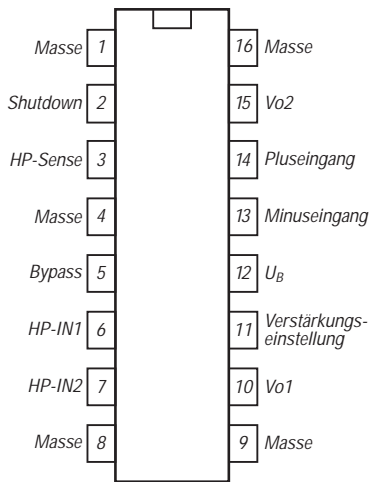 Masse 1 16 Masse
Shutdown 2 15 Vo2
HP-Sense 3 14 Pluseingang
Masse 4 13 Minuseingang
Bypass 5 12 U_B
HP-IN1 6 11 Verstärkungs-
einstellung
HP-IN2 7 10 Vo1
Masse 8 9 Masse